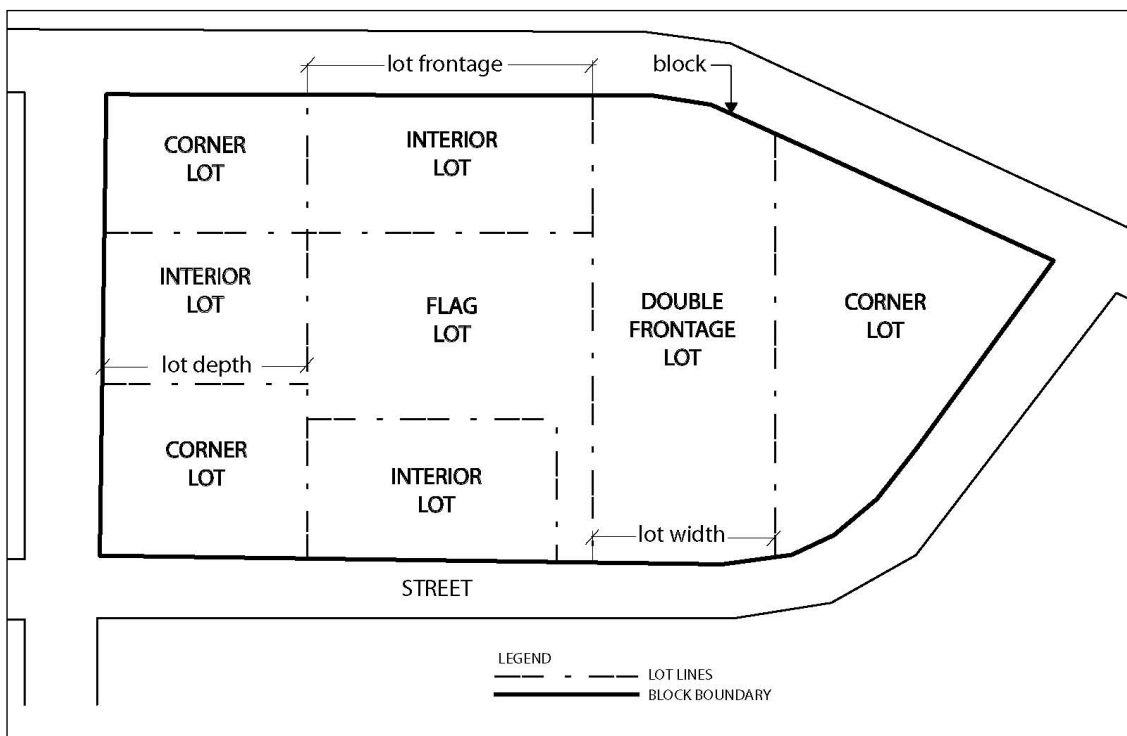 lot frontage
block
CORNER
LOT
INTERIOR
LOT
INTERIOR
LOT
FLAG
LOT
DOUBLE
FRONTAGE
LOT
CORNER
LOT
lot depth
CORNER
LOT
INTERIOR
LOT
lot width
STREET
LEGEND
LOT LINES
BLOCK BOUNDARY